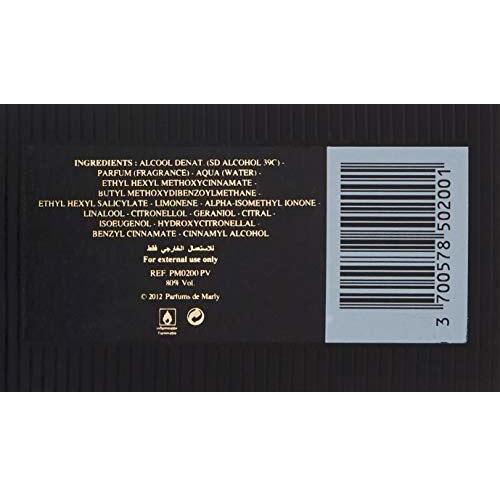 INGREDIENTS : ALCOOL DENAT. (SD ALCOHOL 39C) -
PARFUM (FRAGRANCE) - AQUA (WATER) -
ETHYL HEXYL METHOXYCINNAMATE -
BUTYL METHOXYDIBENZOYLMETHANE -
ETHYL HEXYL SALICYLATE - LIMONENE - ALPHA-ISOMETHYL IONONE -
LINALOOL - CITRONELLOL - GERANIOL - CITRAL -
ISOEUGENOL - HYDROXYCITRONELLAL -
BENZYL CINNAMATE - CINNAMYL ALCOHOL
للاستعمال الخارجي فقط
For external use only
REF. PM0200 PV
80% Vol.
© 2012 Parfums de Marly
Inflammable
Flammable
3 700578 502001